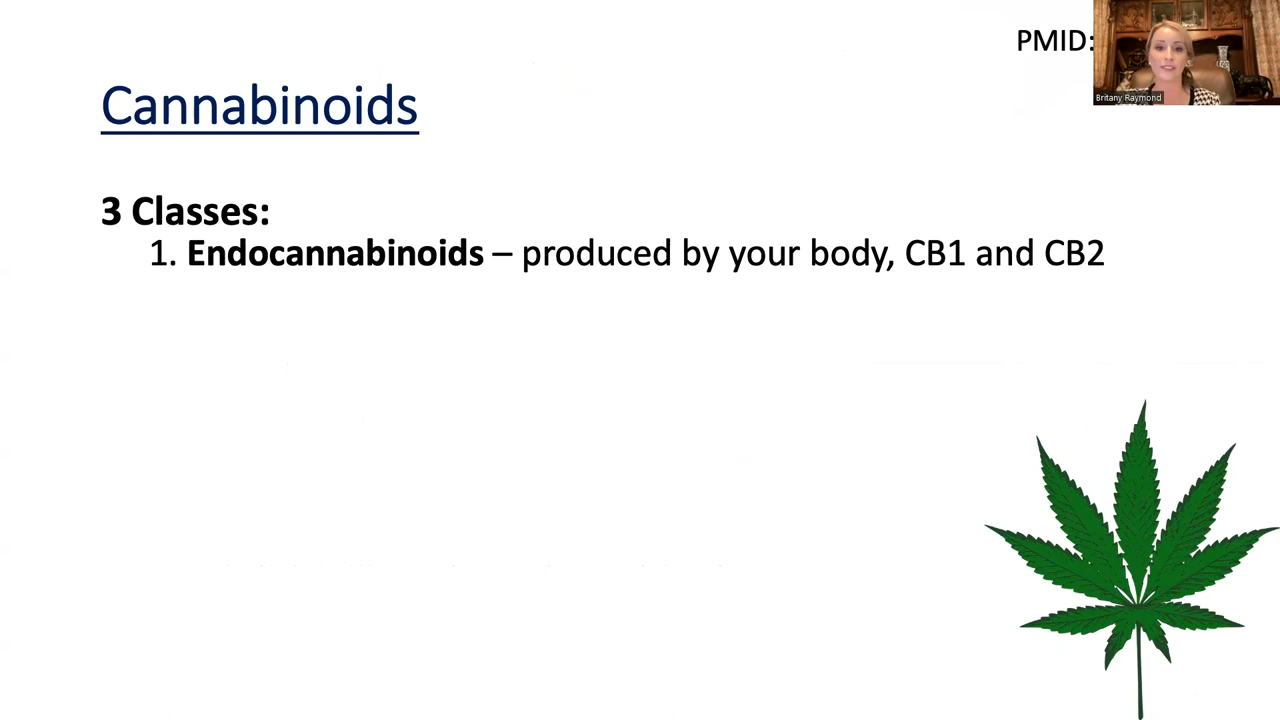 PMID:
Britany Raymond
Cannabinoids
3 Classes:
1. Endocannabinoids – produced by your body, CB1 and CB2